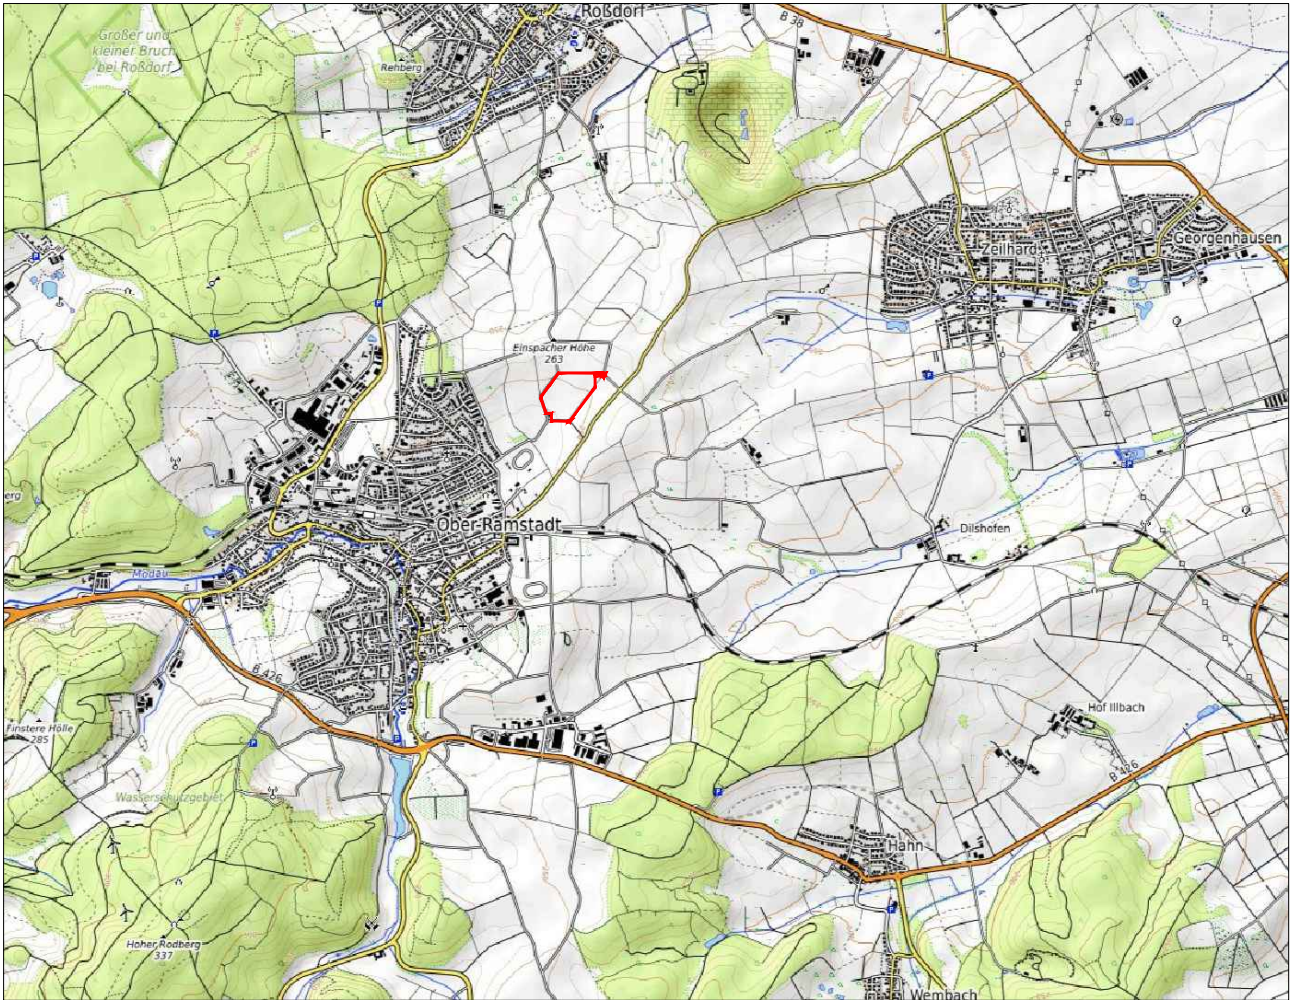 Roßdorf
B 38
Großer und
kleiner Bruch
bei Roßdorf
Rehberg
Zeilhard
Georgenhausen
Einspacher Höhe
263
Ober-Ramstadt
Dilshofen
Modau
B 426
Finstere Hölle
285
Hof Illbach
B 426
Wasserschutzgebiet
Hahn
Hoher Rodberg
337
Wembach